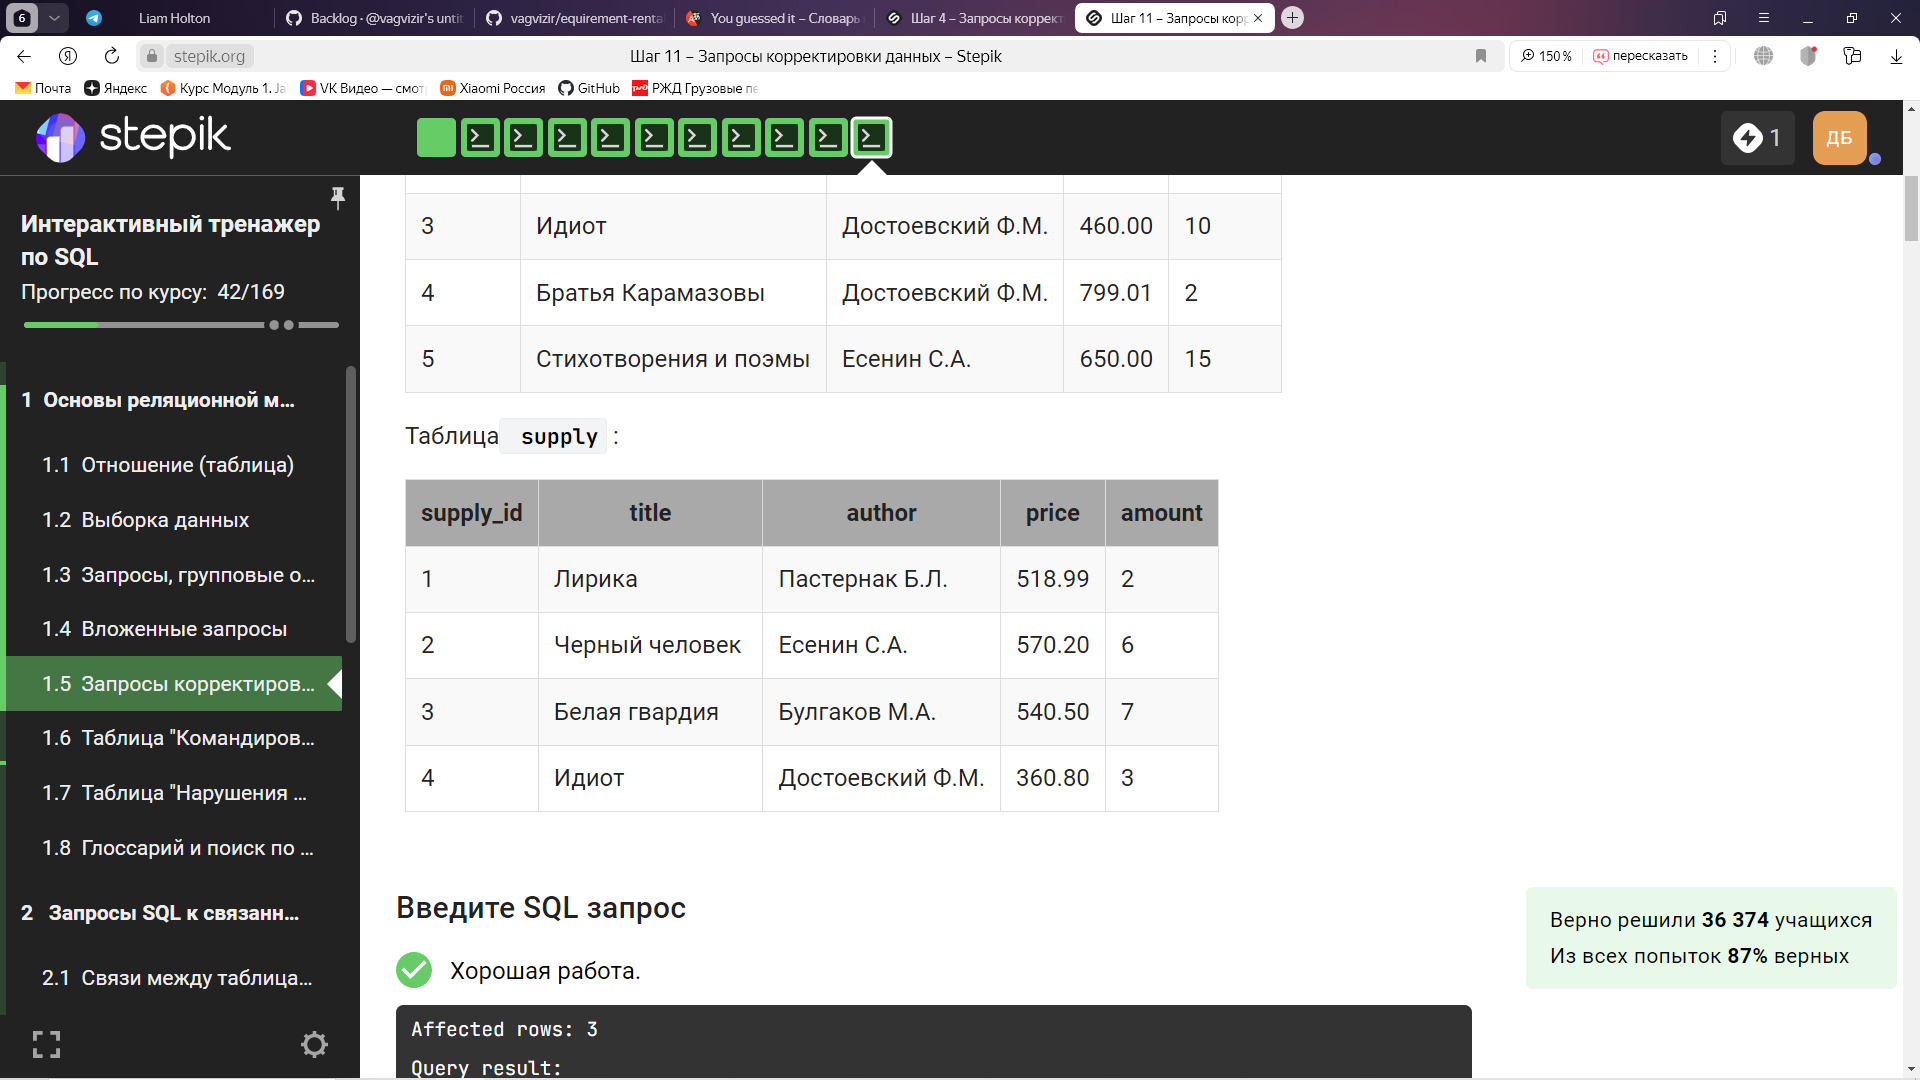 6
Liam Holton
Backlog · @vagvizir's unti
vagvizir/equirement-renta
You guessed it – Словарь
Шаг 4 – Запросы коррект
Шаг 11 – Запросы корр
stepik.org
Шаг 11 – Запросы корректировки данных – Stepik
150 %
пересказать
Почта
Яндекс
Курс Модуль 1. Ja
VK Видео — смот
Xiaomi Россия
GitHub
РЖД Грузовые пе
stepik
1
ДБ
Интерактивный тренажер
по SQL
Прогресс по курсу: 42/169
1 Основы реляционной м...
1.1 Отношение (таблица)
1.2 Выборка данных
1.3 Запросы, групповые о...
1.4 Вложенные запросы
1.5 Запросы корректиров...
1.6 Таблица "Командиров...
1.7 Таблица "Нарушения ...
1.8 Глоссарий и поиск по ...
2 Запросы SQL к связанн...
2.1 Связи между таблица...
3 Идиот Достоевский Ф.М. 460.00 10
4 Братья Карамазовы Достоевский Ф.М. 799.01 2
5 Стихотворения и поэмы Есенин С.А. 650.00 15
Таблица supply :
supply_id title author price amount
1 Лирика Пастернак Б.Л. 518.99 2
2 Черный человек Есенин С.А. 570.20 6
3 Белая гвардия Булгаков М.А. 540.50 7
4 Идиот Достоевский Ф.М. 360.80 3
Введите SQL запрос
Хорошая работа.
Верно решили 36 374 учащихся
Из всех попыток 87% верных
Affected rows: 3
Query result: